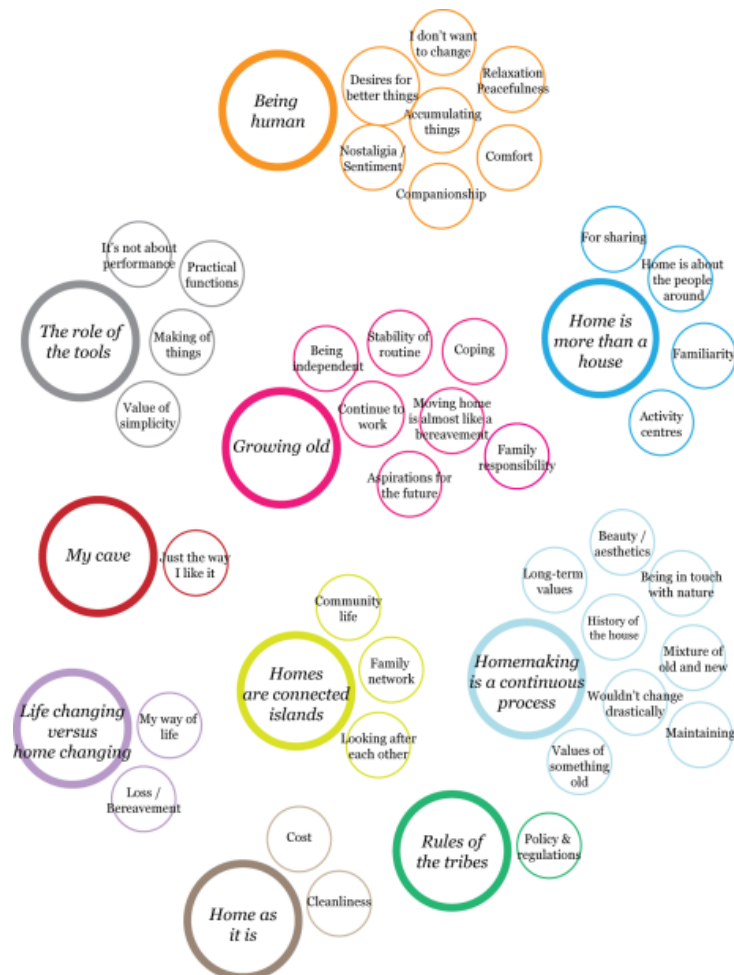 Being
human
I don't want
to change
Desires for
better things
Relaxation
Peacefulness
Accumulating
things
Nostaligia /
Sentiment
Comfort
Companionship
The role of
the tools
It's not about
performance
Practical
functions
Making of
things
Value of
simplicity
Home is
more than a
house
For sharing
Home is about
the people
around
Familiarity
Activity
centres
Growing old
Being
independent
Stability of
routine
Coping
Continue to
work
Moving home
is almost like a
bereavement
Family
responsibility
Aspirations for
the future
My cave
Just the way
I like it
Homes
are connected
islands
Community
life
Family
network
Looking after
each other
Homemaking
is a continuous
process
Beauty /
aesthetics
Long-term
values
Being in touch
with nature
History of
the house
Mixture of
old and new
Wouldn't change
drastically
Maintaining
Values of
something
old
Life changing
versus
home changing
My way of
life
Loss /
Bereavement
Rules of
the tribes
Policy &
regulations
Home as
it is
Cost
Cleanliness